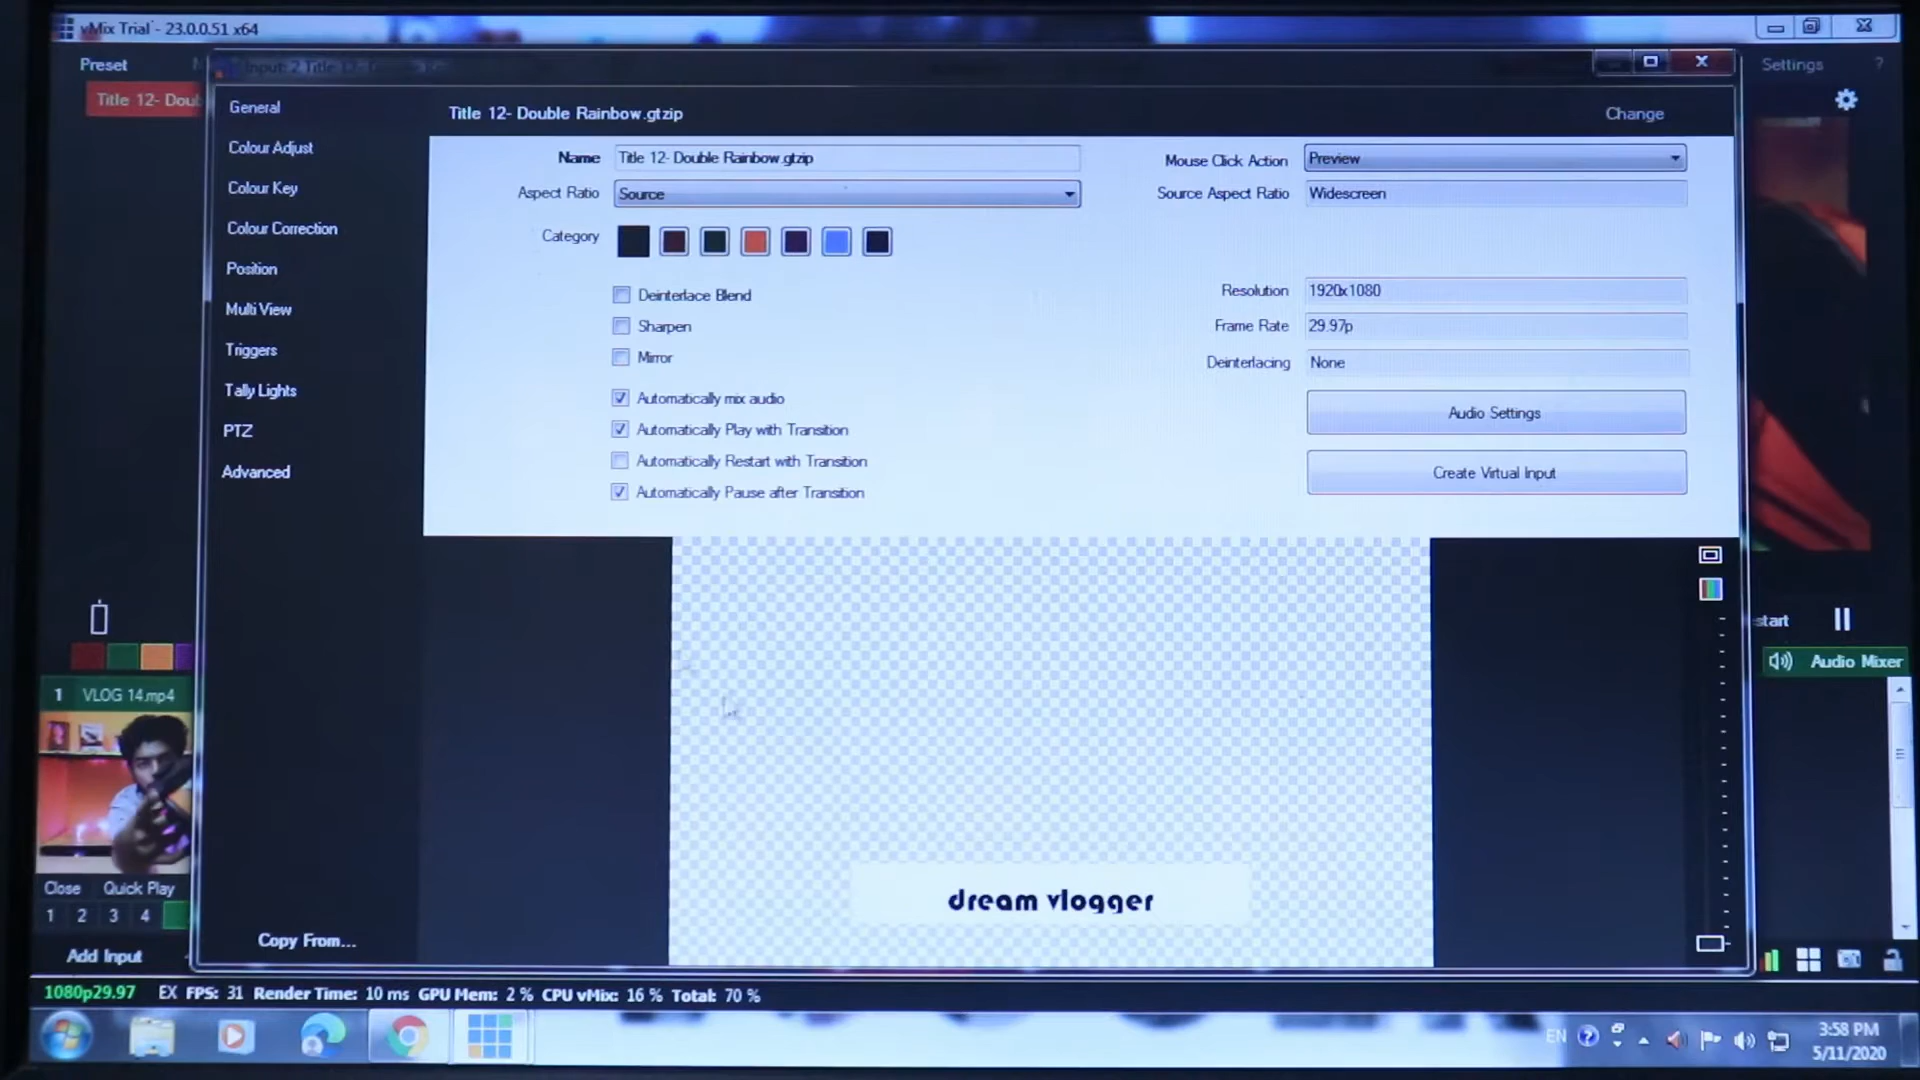 vMix Trial - 23.0.0.51 x64
Preset
Settings
?
Title 12- Doub
Input: 2 Title 12- Double
General
Colour Adjust
Colour Key
Colour Correction
Position
Multi View
Triggers
Tally Lights
PTZ
Advanced
Copy From...
Title 12- Double Rainbow.gtzip
Change
Name
Title 12- Double Rainbow.gtzip
Aspect Ratio
Source
Category
Deinterlace Blend
Sharpen
Mirror
Automatically mix audio
Automatically Play with Transition
Automatically Restart with Transition
Automatically Pause after Transition
Mouse Click Action
Preview
Source Aspect Ratio
Widescreen
Resolution
1920x1080
Frame Rate
29.97p
Deinterlacing
None
Audio Settings
Create Virtual Input
dream vlogger
start
Audio Mixer
1 VLOG 14.mp4
Close Quick Play
1 2 3 4
Add Input
1080p29.97 EX FPS: 31 Render Time: 10 ms GPU Mem: 2 % CPU vMix: 16 % Total: 70 %
EN
3:58 PM
5/11/2020